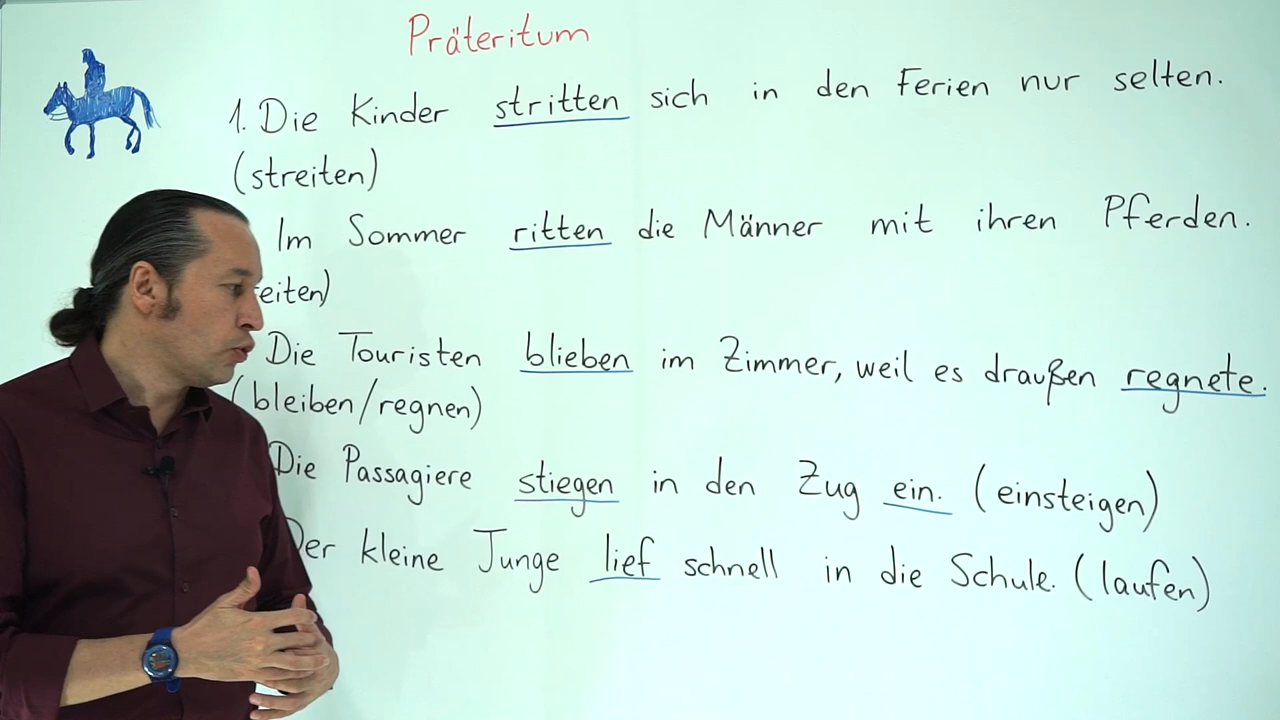 Präteritum
1. Die Kinder stritten sich in den Ferien nur selten.
(streiten)
Im Sommer ritten die Männer mit ihren Pferden.
eiten)
Die Touristen blieben im Zimmer, weil es draußen regnete.
(bleiben/regnen)
Die Passagiere stiegen in den Zug ein. (einsteigen)
Der kleine Junge lief schnell in die Schule. (laufen)